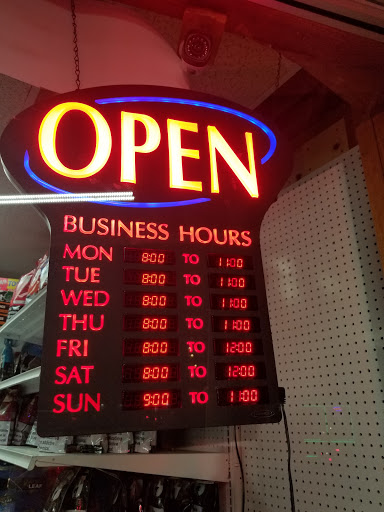 OPEN
BUSINESS HOURS
MON 8:00 TO 11:00
TUE 8:00 TO 11:00
WED 8:00 TO 11:00
THU 8:00 TO 11:00
FRI 8:00 TO 12:00
SAT 8:00 TO 12:00
SUN 9:00 TO 11:00
LEAF